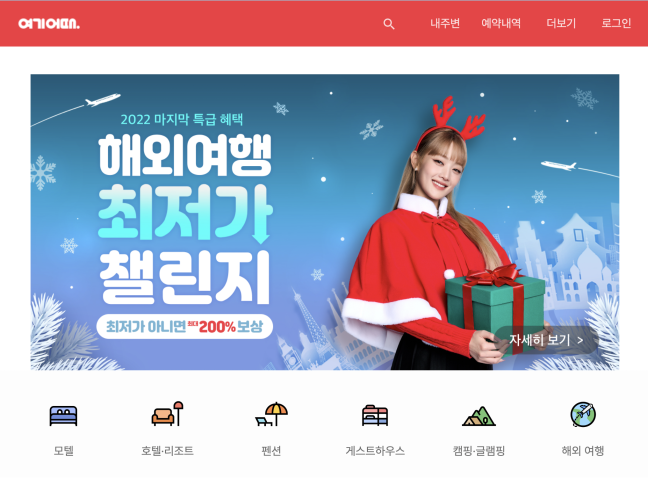 여기어때.
내주변
예약내역
더보기
로그인
2022 마지막 특급 혜택
해외여행
최저가
챌린지
최저가 아니면 최대 200% 보상
자세히 보기 >
모텔
호텔·리조트
펜션
게스트하우스
캠핑·글램핑
해외 여행